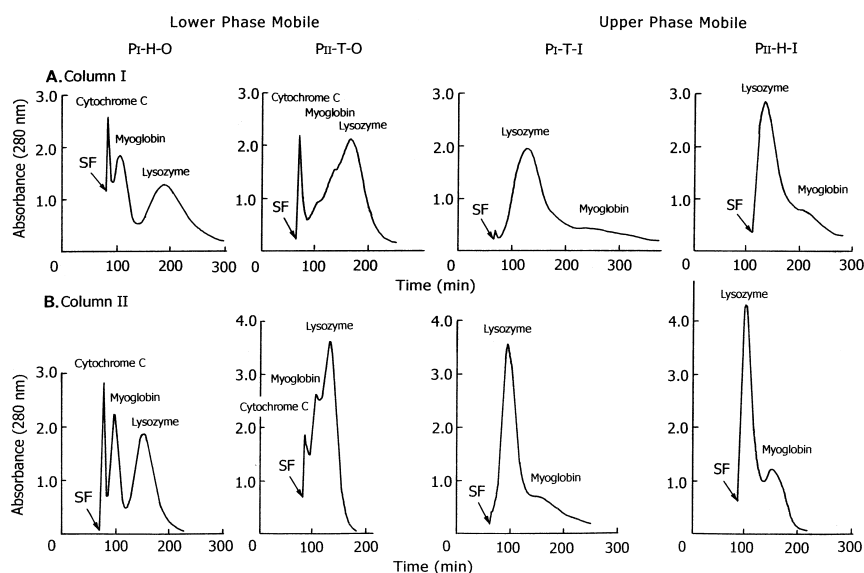 Lower Phase Mobile
Upper Phase Mobile
PI-H-O
PII-T-O
PI-T-I
PII-H-I
A. Column I
Absorbance (280 nm)
3.0
2.0
1.0
0
Cytochrome C
Myoglobin
Lysozyme
SF
100
200
300
3.0
2.0
1.0
0
Cytochrome C
Myoglobin
Lysozyme
SF
100
200
3.0
2.0
1.0
0
Lysozyme
SF
Myoglobin
100
200
300
3.0
2.0
1.0
0
Lysozyme
SF
Myoglobin
100
200
300
Time (min)
B. Column II
Absorbance (280 nm)
3.0
2.0
1.0
0
Cytochrome C
Myoglobin
Lysozyme
SF
100
200
300
4.0
3.0
2.0
1.0
0
Lysozyme
Myoglobin
Cytochrome C
SF
100
200
4.0
3.0
2.0
1.0
0
Lysozyme
Myoglobin
SF
100
200
300
4.0
3.0
2.0
1.0
0
Lysozyme
Myoglobin
SF
100
200
300
Time (min)